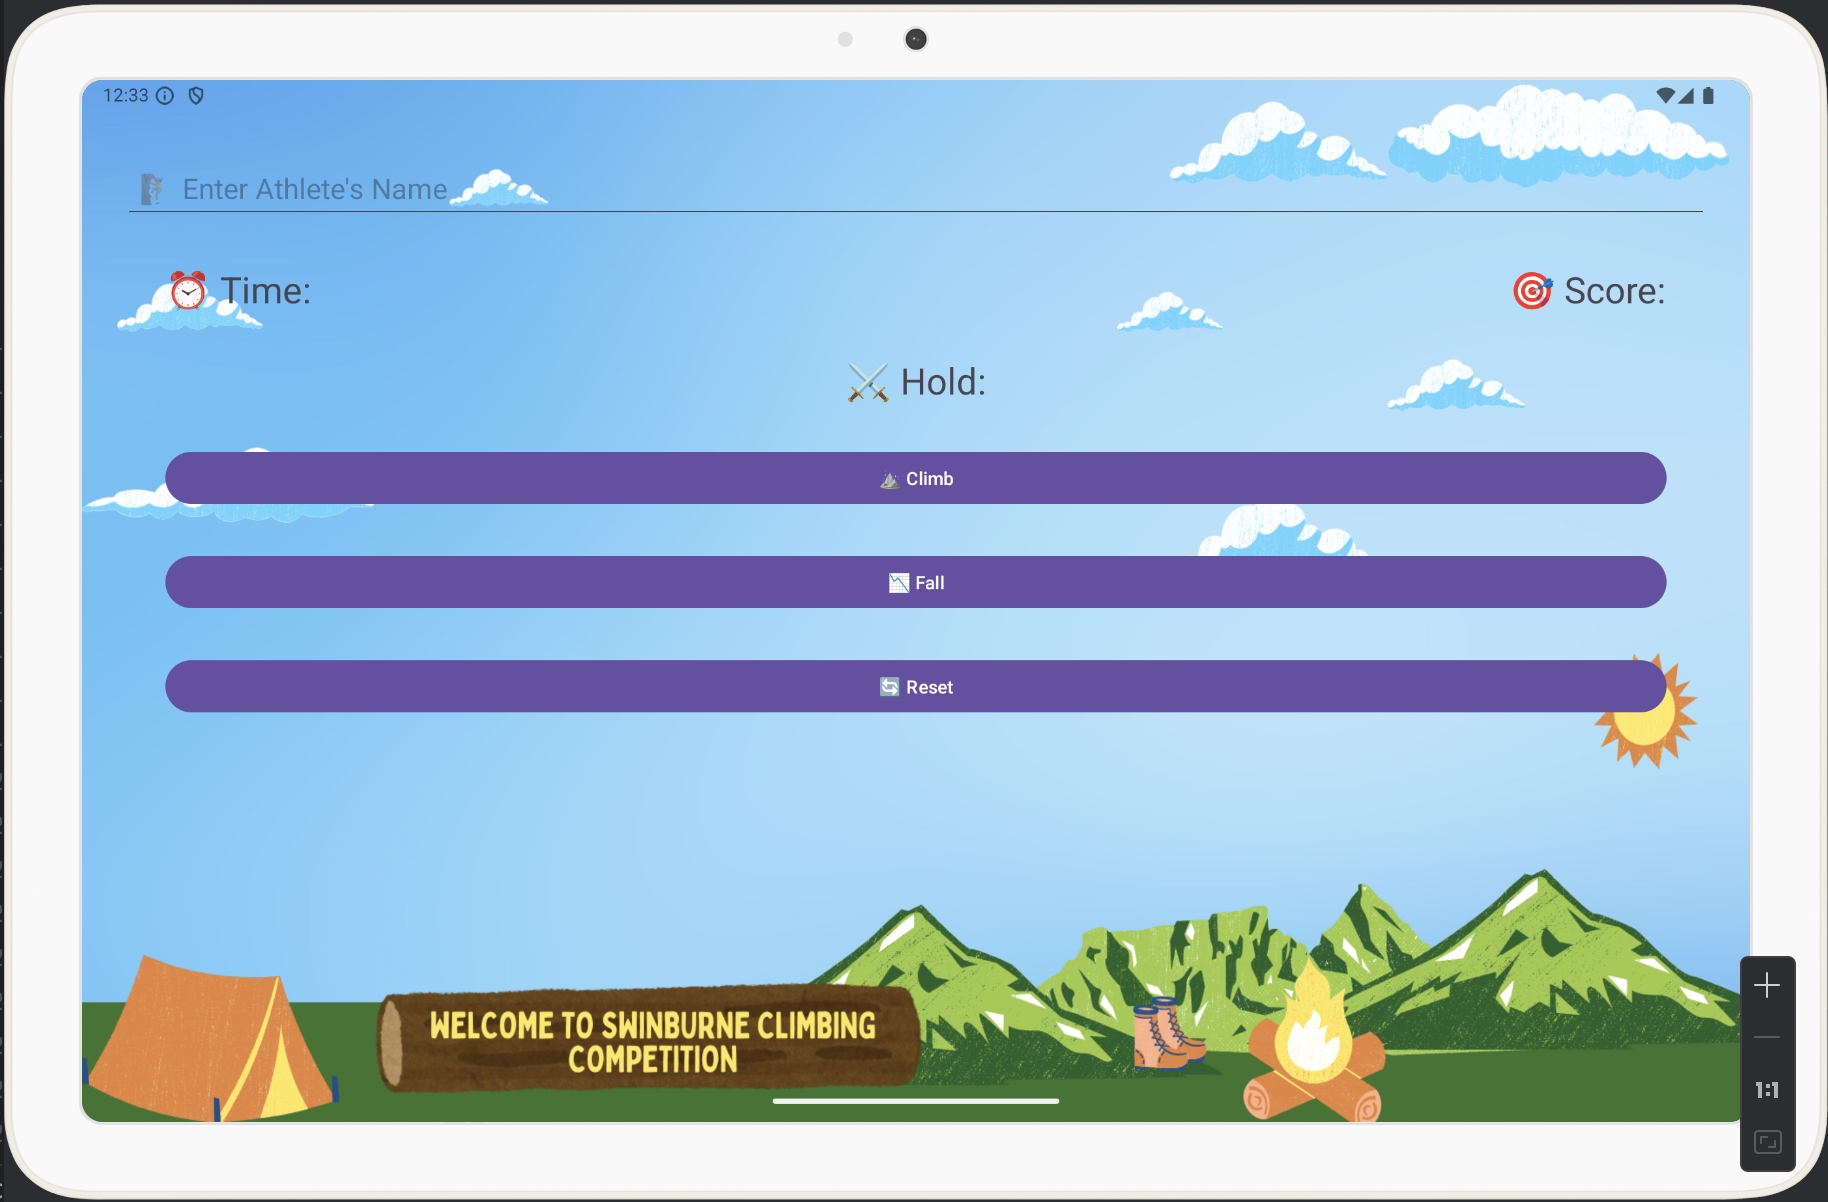 12:33
Enter Athlete's Name
Time:
Score:
Hold:
Climb
Fall
Reset
WELCOME TO SWINBURNE CLIMBING
COMPETITION
1:1